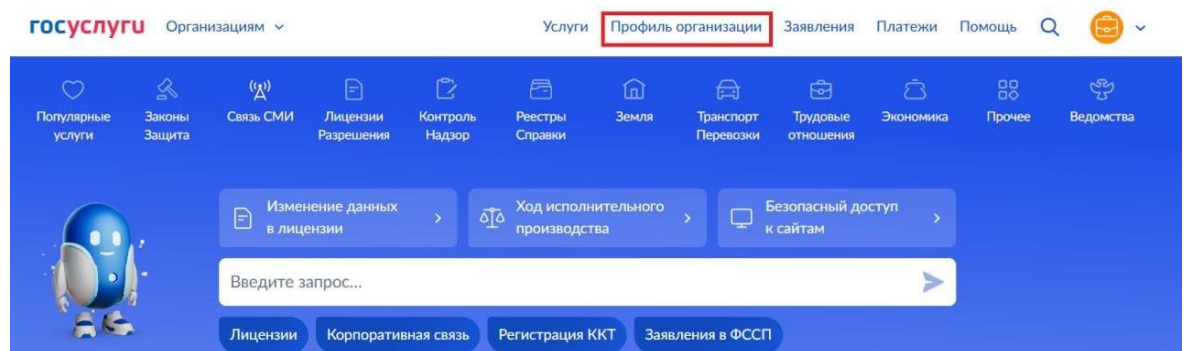 госуслуги Организациям Услуги Профиль организации Заявления Платежи Помощь
Популярные услуги
Законы Защита
Связь СМИ
Лицензии Разрешения
Контроль Надзор
Реестры Справки
Земля
Транспорт Перевозки
Трудовые отношения
Экономика
Прочее
Ведомства
Изменение данных
в лицензии
Ход исполнительного
производства
Безопасный доступ
к сайтам
Введите запрос...
Лицензии Корпоративная связь Регистрация ККТ Заявления в ФССП